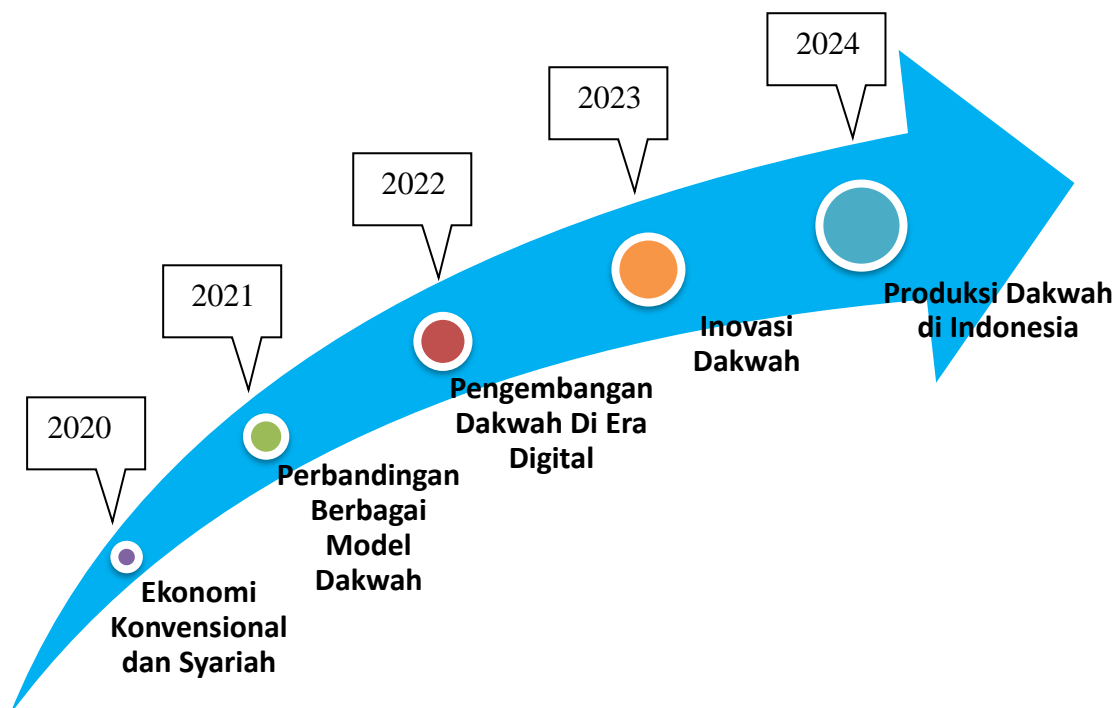 2020
Ekonomi
Konvensional
dan Syariah
2021
Perbandingan
Berbagai
Model
Dakwah
2022
Pengembangan
Dakwah Di Era
Digital
2023
Inovasi
Dakwah
2024
Produksi Dakwah
di Indonesia